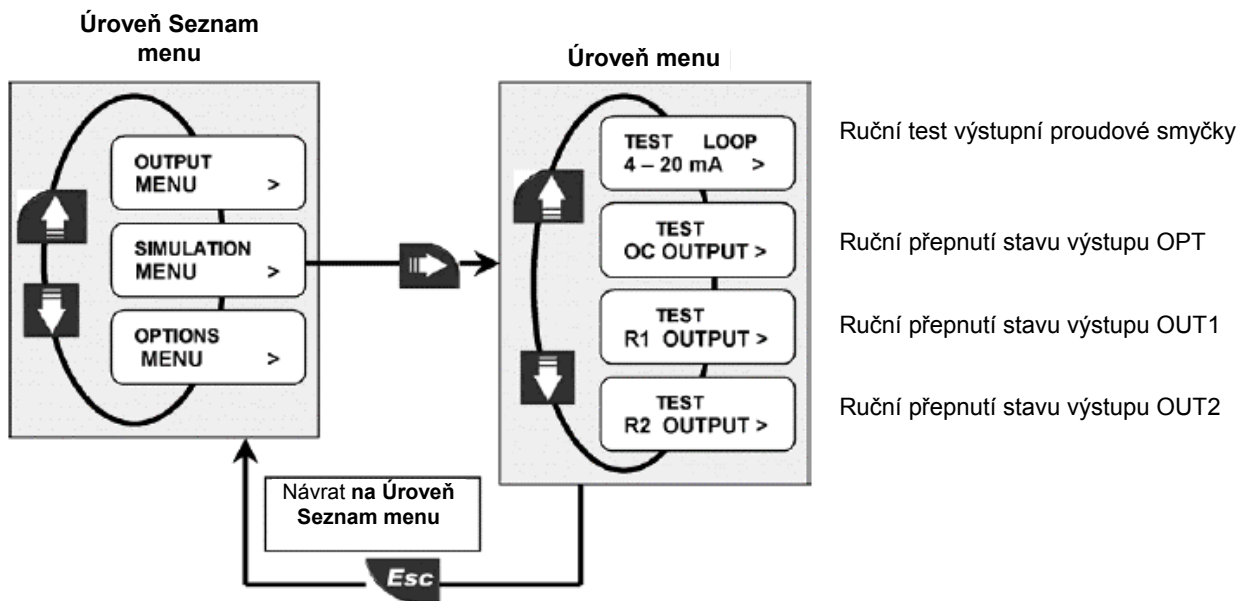 Úroveň Seznam
menu
OUTPUT
MENU >
SIMULATION
MENU >
OPTIONS
MENU >
Úroveň menu
TEST LOOP
4 – 20 mA >
TEST
OC OUTPUT >
TEST
R1 OUTPUT >
TEST
R2 OUTPUT >
Ruční test výstupní proudové smyčky
Ruční přepnutí stavu výstupu OPT
Ruční přepnutí stavu výstupu OUT1
Ruční přepnutí stavu výstupu OUT2
Návrat na Úroveň
Seznam menu
Esc